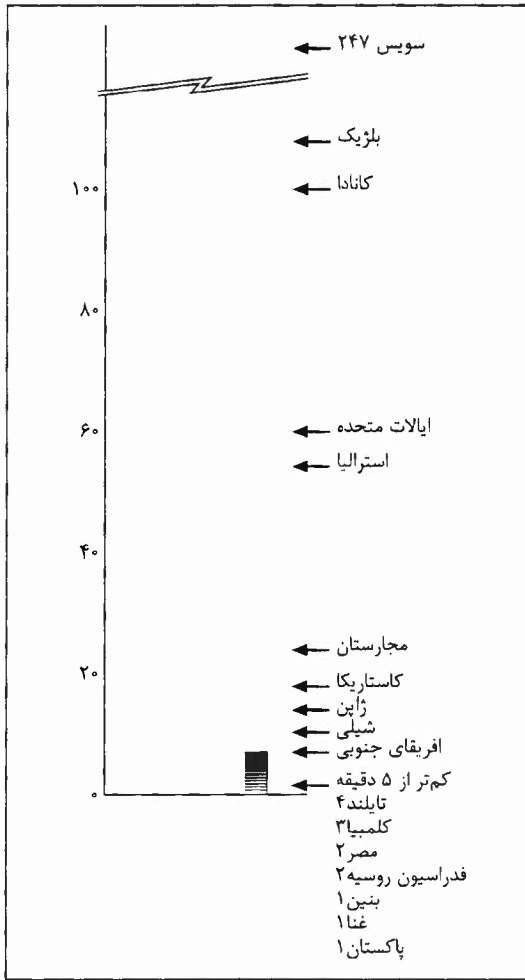 سویس ۲۴۷
بلژیک
کانادا
۱۰۰
۸۰
ایالات متحده
۶۰
استرالیا
۴۰
مجارستان
۲۰
کاستاریکا
ژاپن
شیلی
افریقای جنوبی
کم‌تر از ۵ دقیقه
۰
تایلند۴
کلمبیا۳
مصر۲
فدراسیون روسیه۲
بنین۱
غنا۱
پاکستان۱